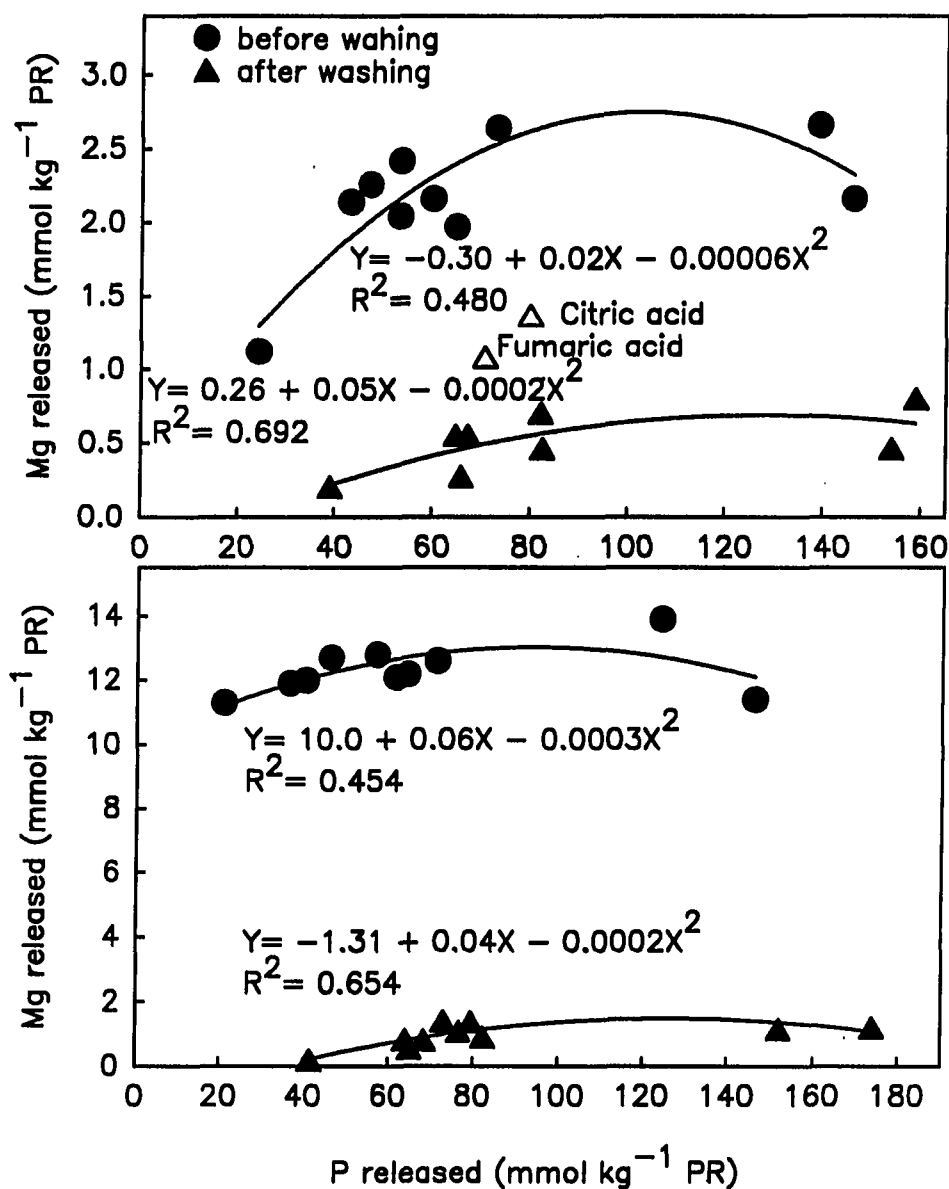 before wahing
after washing
Mg released (mmol kg⁻¹ PR)
3.0
2.5
2.0
1.5
1.0
0.5
0.0
Y= −0.30 + 0.02X − 0.00006X²
R²= 0.480
Citric acid
Fumaric acid
Y= 0.26 + 0.05X − 0.0002X²
R²= 0.692
0 20 40 60 80 100 120 140 160
Mg released (mmol kg⁻¹ PR)
14
12
10
8
6
4
2
0
Y= 10.0 + 0.06X − 0.0003X²
R²= 0.454
Y= −1.31 + 0.04X − 0.0002X²
R²= 0.654
20 40 60 80 100 120 140 160 180
P released (mmol kg⁻¹ PR)